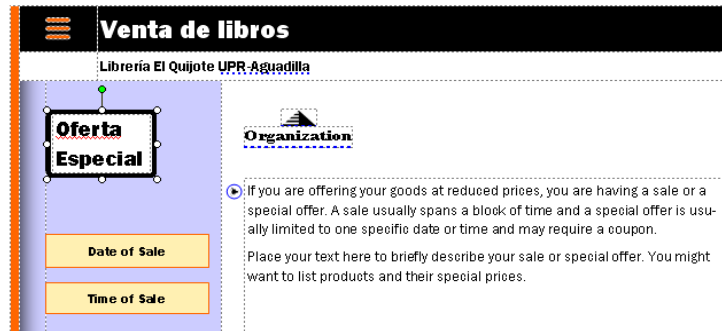 Venta de libros
Librería El Quijote UPR-Aguadilla
Oferta
Especial
Organization
If you are offering your goods at reduced prices, you are having a sale or a
special offer. A sale usually spans a block of time and a special offer is usu-
ally limited to one specific date or time and may require a coupon.
Place your text here to briefly describe your sale or special offer. You might
want to list products and their special prices.
Date of Sale
Time of Sale